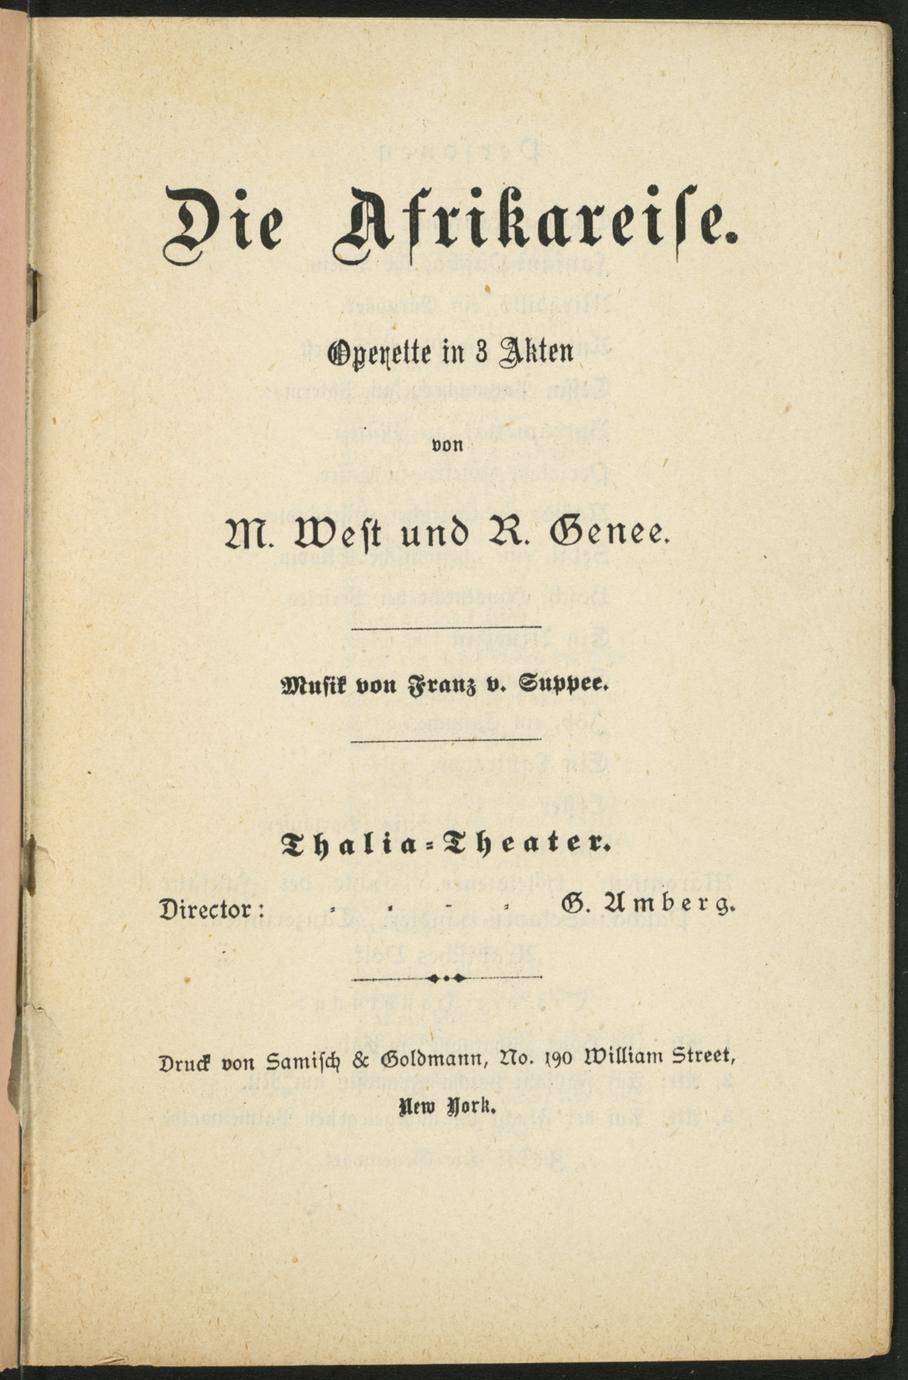 Die Afrikareise.
Operette in 3 Akten
von
M. West und R. Genee.
Musik von Franz v. Suppee.
Thalia-Theater.
Director: - - - - G. Amberg.
Druck von Samisch & Goldmann, No. 190 William Street,
New York.